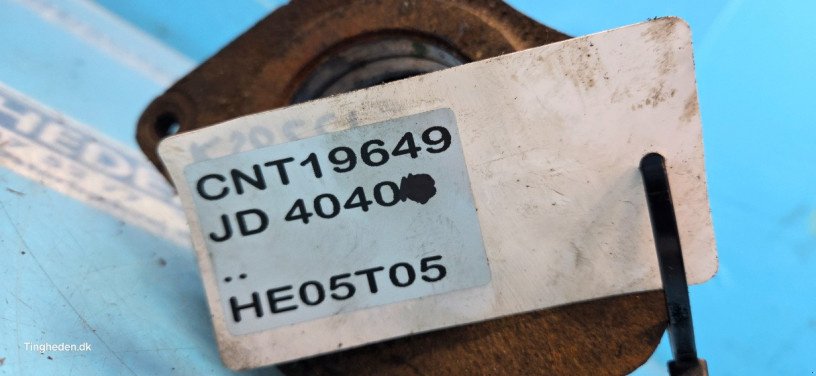 CNT19649
JD 4040
..
HE05T05
Tingheden.dk